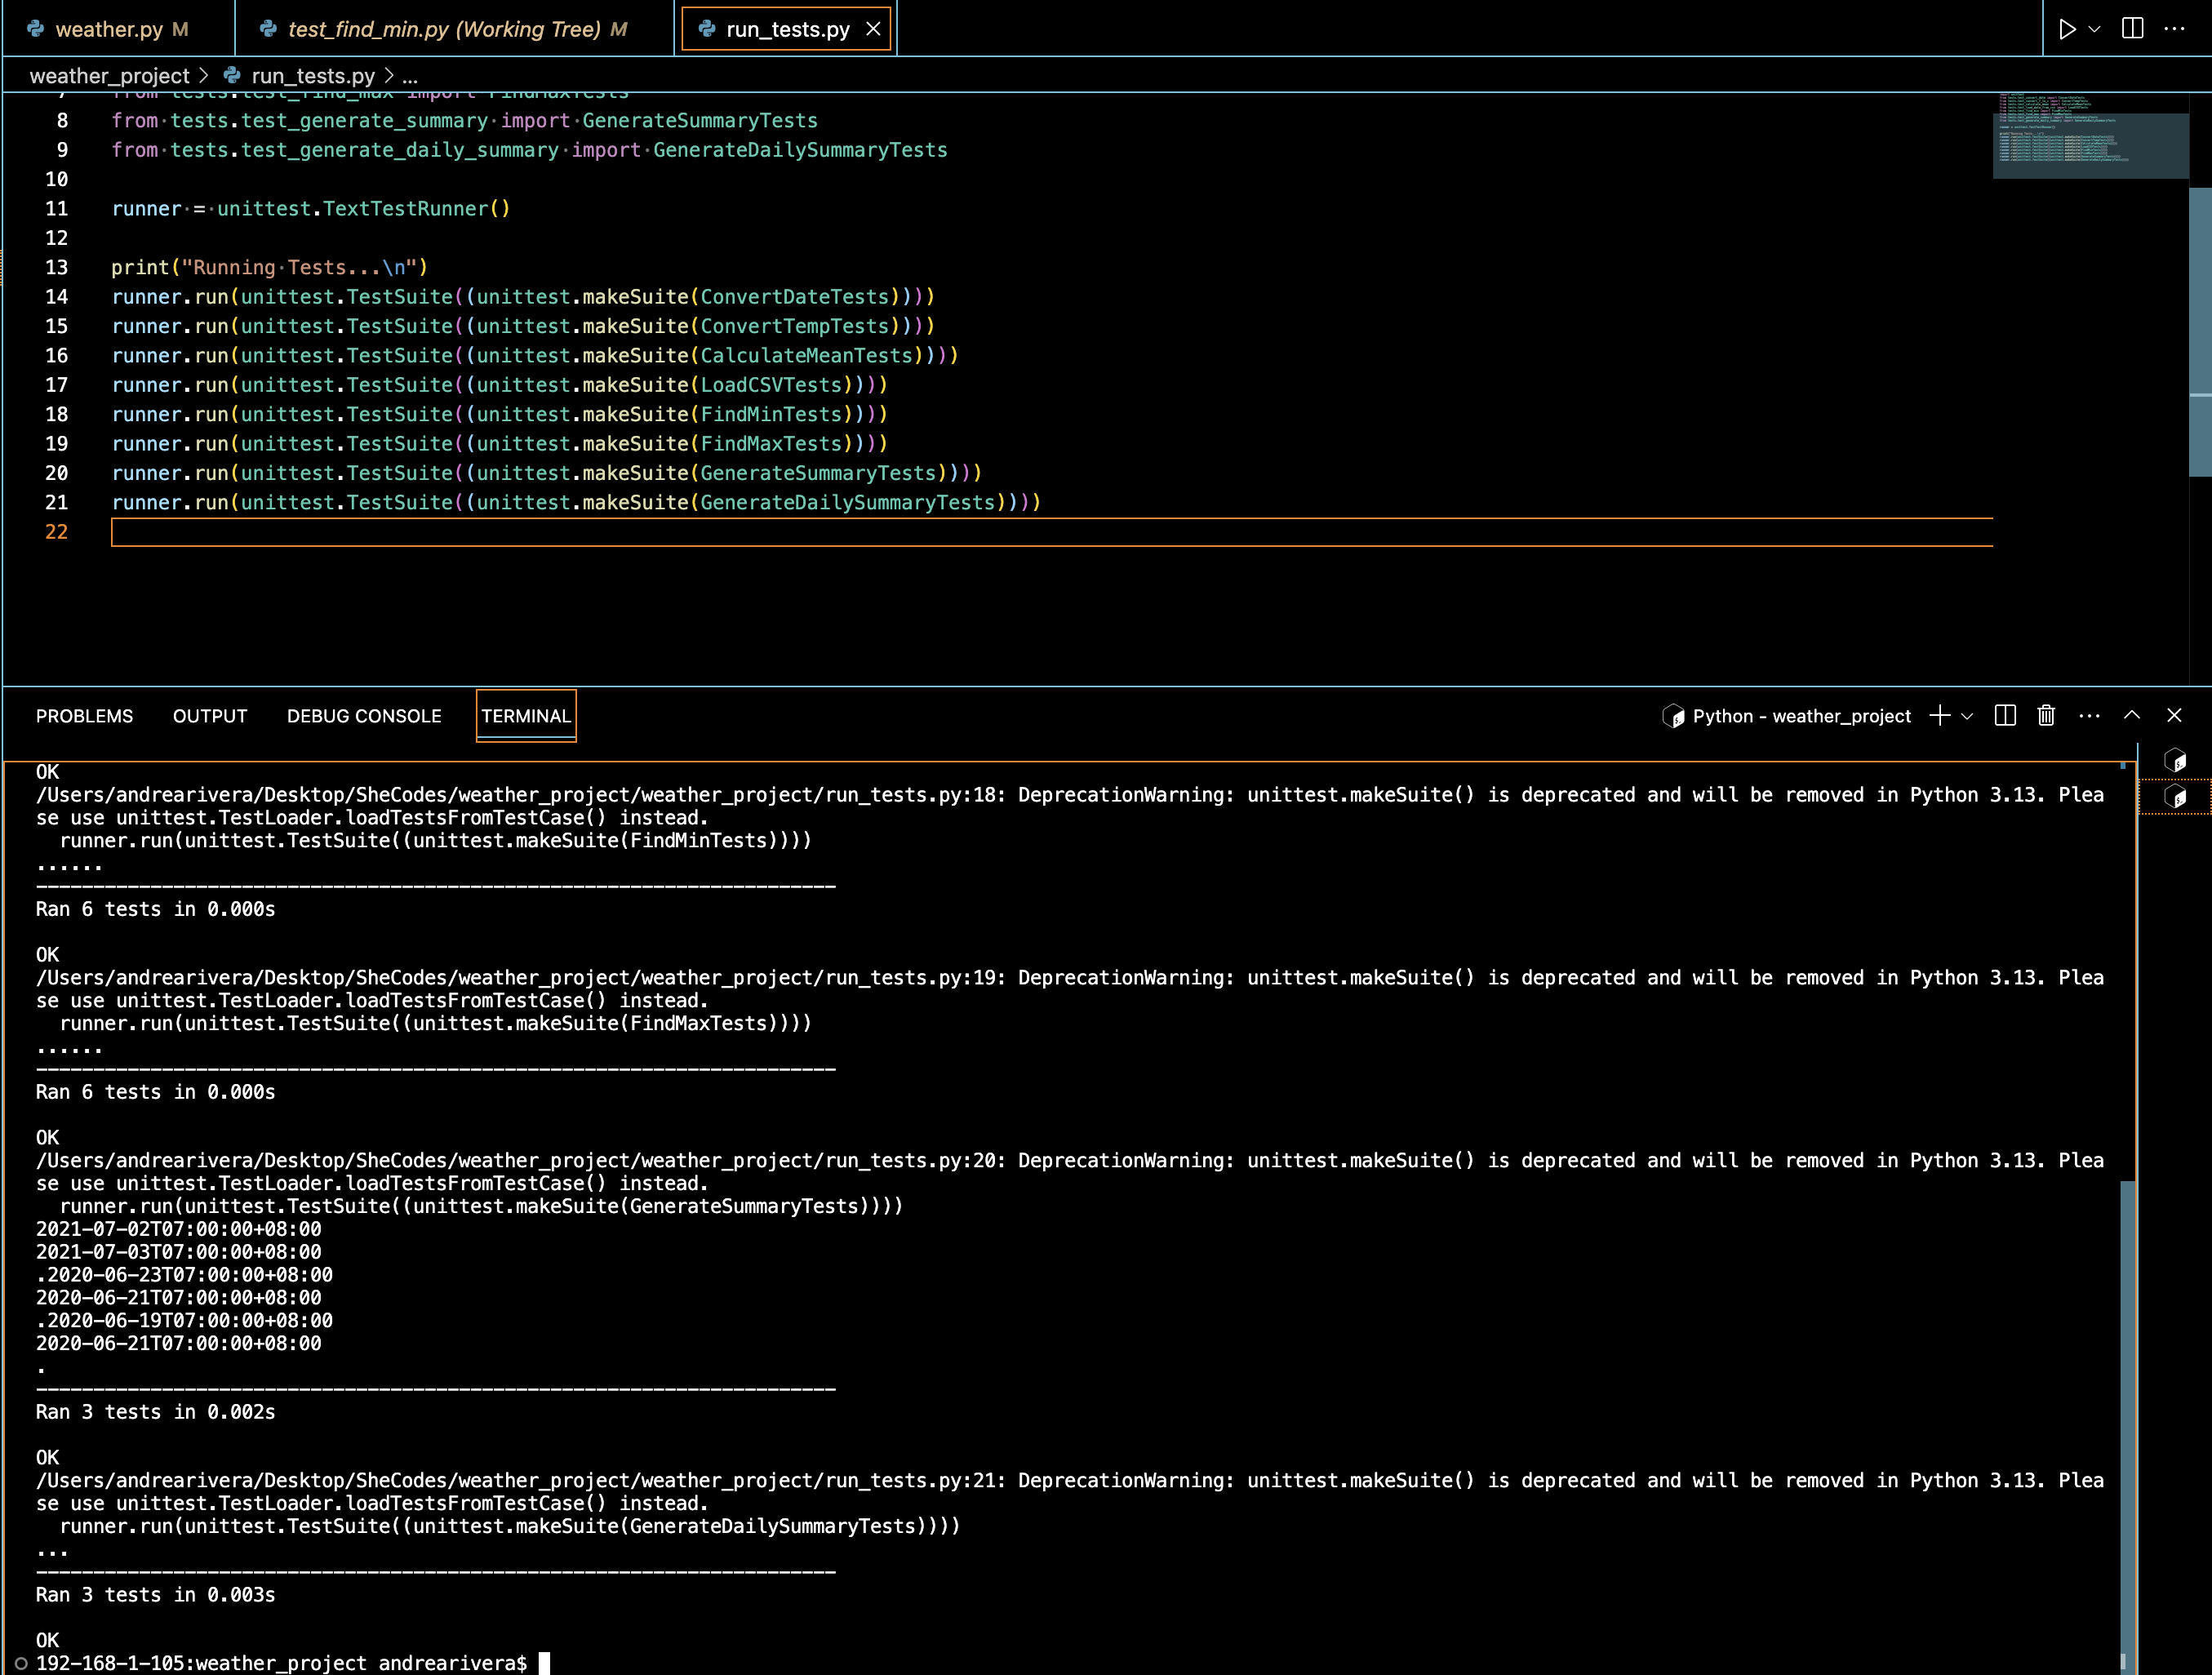 weather.py M
test_find_min.py (Working Tree) M
run_tests.py
weather_project > run_tests.py > ...
7 from tests.test_find_max import FindMaxTests
8 from tests.test_generate_summary import GenerateSummaryTests
9 from tests.test_generate_daily_summary import GenerateDailySummaryTests
10
11 runner = unittest.TextTestRunner()
12
13 print("Running Tests...\n")
14 runner.run(unittest.TestSuite((unittest.makeSuite(ConvertDateTests))))
15 runner.run(unittest.TestSuite((unittest.makeSuite(ConvertTempTests))))
16 runner.run(unittest.TestSuite((unittest.makeSuite(CalculateMeanTests))))
17 runner.run(unittest.TestSuite((unittest.makeSuite(LoadCSVTests))))
18 runner.run(unittest.TestSuite((unittest.makeSuite(FindMinTests))))
19 runner.run(unittest.TestSuite((unittest.makeSuite(FindMaxTests))))
20 runner.run(unittest.TestSuite((unittest.makeSuite(GenerateSummaryTests))))
21 runner.run(unittest.TestSuite((unittest.makeSuite(GenerateDailySummaryTests))))
22
PROBLEMS OUTPUT DEBUG CONSOLE TERMINAL Python - weather_project
OK
/Users/andrearivera/Desktop/SheCodes/weather_project/weather_project/run_tests.py:18: DeprecationWarning: unittest.makeSuite() is deprecated and will be removed in Python 3.13. Plea
se use unittest.TestLoader.loadTestsFromTestCase() instead.
  runner.run(unittest.TestSuite((unittest.makeSuite(FindMinTests))))
......
----------------------------------------------------------------------
Ran 6 tests in 0.000s

OK
/Users/andrearivera/Desktop/SheCodes/weather_project/weather_project/run_tests.py:19: DeprecationWarning: unittest.makeSuite() is deprecated and will be removed in Python 3.13. Plea
se use unittest.TestLoader.loadTestsFromTestCase() instead.
  runner.run(unittest.TestSuite((unittest.makeSuite(FindMaxTests))))
......
----------------------------------------------------------------------
Ran 6 tests in 0.000s

OK
/Users/andrearivera/Desktop/SheCodes/weather_project/weather_project/run_tests.py:20: DeprecationWarning: unittest.makeSuite() is deprecated and will be removed in Python 3.13. Plea
se use unittest.TestLoader.loadTestsFromTestCase() instead.
  runner.run(unittest.TestSuite((unittest.makeSuite(GenerateSummaryTests))))
2021-07-02T07:00:00+08:00
2021-07-03T07:00:00+08:00
.2020-06-23T07:00:00+08:00
2020-06-21T07:00:00+08:00
.2020-06-19T07:00:00+08:00
2020-06-21T07:00:00+08:00
.
----------------------------------------------------------------------
Ran 3 tests in 0.002s

OK
/Users/andrearivera/Desktop/SheCodes/weather_project/weather_project/run_tests.py:21: DeprecationWarning: unittest.makeSuite() is deprecated and will be removed in Python 3.13. Plea
se use unittest.TestLoader.loadTestsFromTestCase() instead.
  runner.run(unittest.TestSuite((unittest.makeSuite(GenerateDailySummaryTests))))
...
----------------------------------------------------------------------
Ran 3 tests in 0.003s

OK
192-168-1-105:weather_project andrearivera$